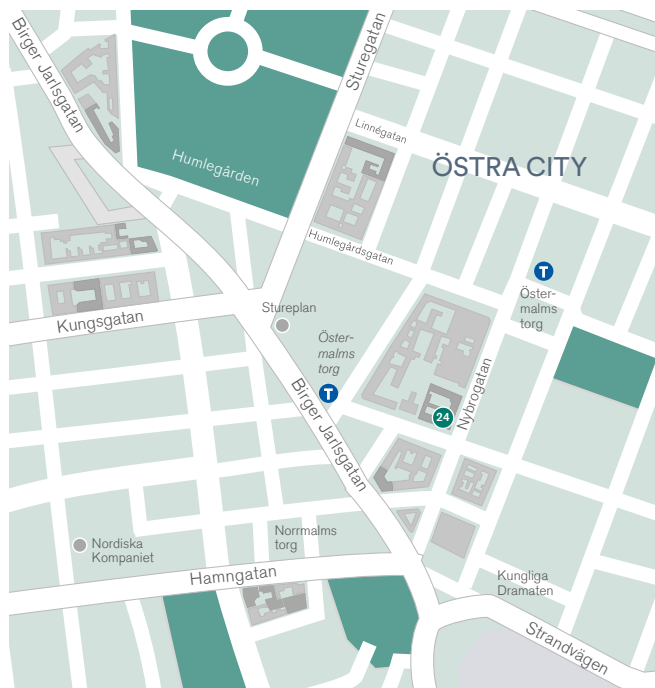 Birger Jarlsgatan
Sturegatan
Linnégatan
ÖSTRA CITY
Humlegården
Humlegårdsgatan
T
Öster-
malms
torg
Stureplan
Kungsgatan
Öster-
malms
torg
T
Birger Jarlsgatan
Nybrogatan
24
Nordiska
Kompaniet
Norrmalms
torg
Hamngatan
Kungliga
Dramaten
Strandvägen